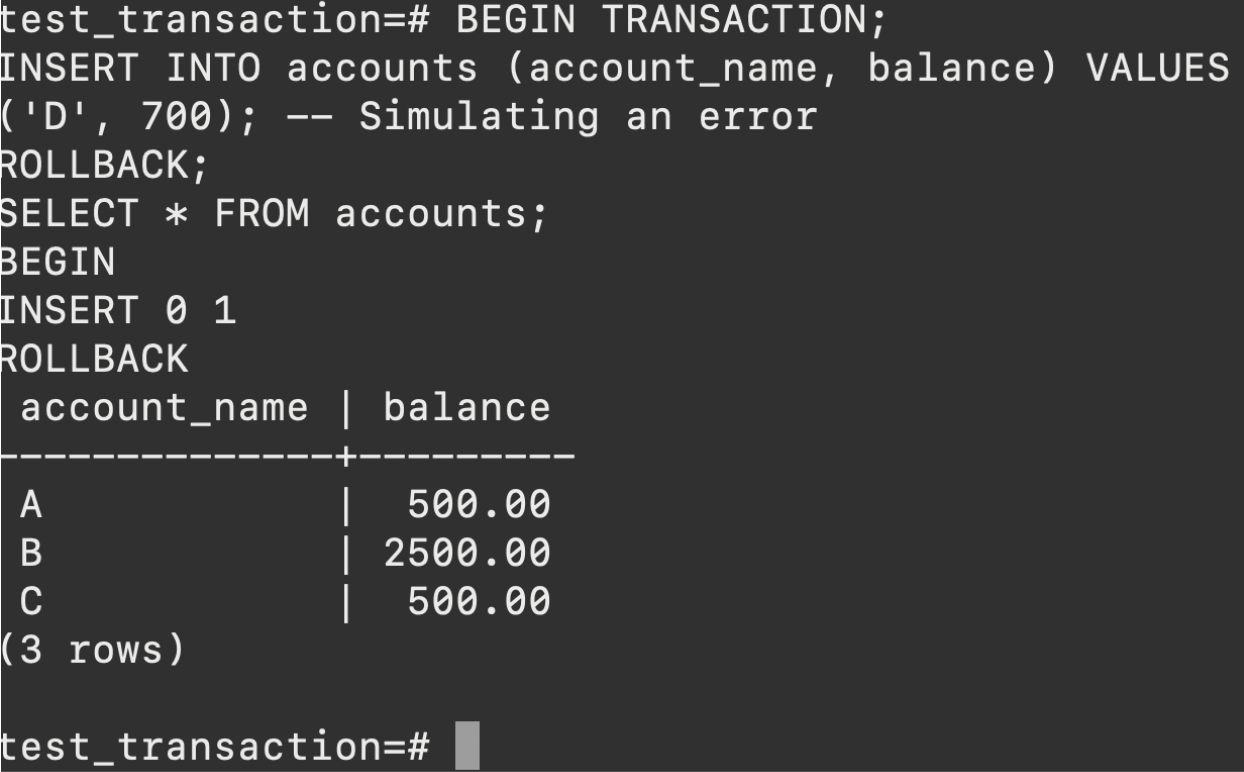 test_transaction=# BEGIN TRANSACTION;
INSERT INTO accounts (account_name, balance) VALUES
('D', 700); -- Simulating an error
ROLLBACK;
SELECT * FROM accounts;
BEGIN
INSERT 0 1
ROLLBACK
 account_name | balance
--------------+---------
 A            |  500.00
 B            | 2500.00
 C            |  500.00
(3 rows)
test_transaction=#